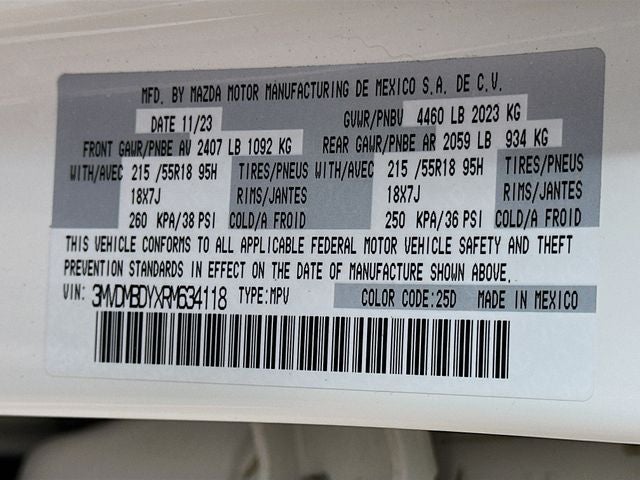 MFD. BY MAZDA MOTOR MANUFACTURING DE MEXICO S.A. DE C.V.
DATE 11/23 GVWR/PNBV 4460 LB 2023 KG
FRONT GAWR/PNBE AV 2407 LB 1092 KG REAR GAWR/PNBE AR 2059 LB 934 KG
WITH/AVEC 215 /55R18 95H TIRES/PNEUS WITH/AVEC 215 /55R18 95H TIRES/PNEUS
18X7J RIMS/JANTES 18X7J RIMS/JANTES
260 KPA/38 PSI COLD/A FROID 250 KPA/36 PSI COLD/A FROID
THIS VEHICLE CONFORMS TO ALL APPLICABLE FEDERAL MOTOR VEHICLE SAFETY AND THEFT
PREVENTION STANDARDS IN EFFECT ON THE DATE OF MANUFACTURE SHOWN ABOVE.
VIN: 3MVDMBDYXRM634118 TYPE:MPV COLOR CODE:25D MADE IN MEXICO